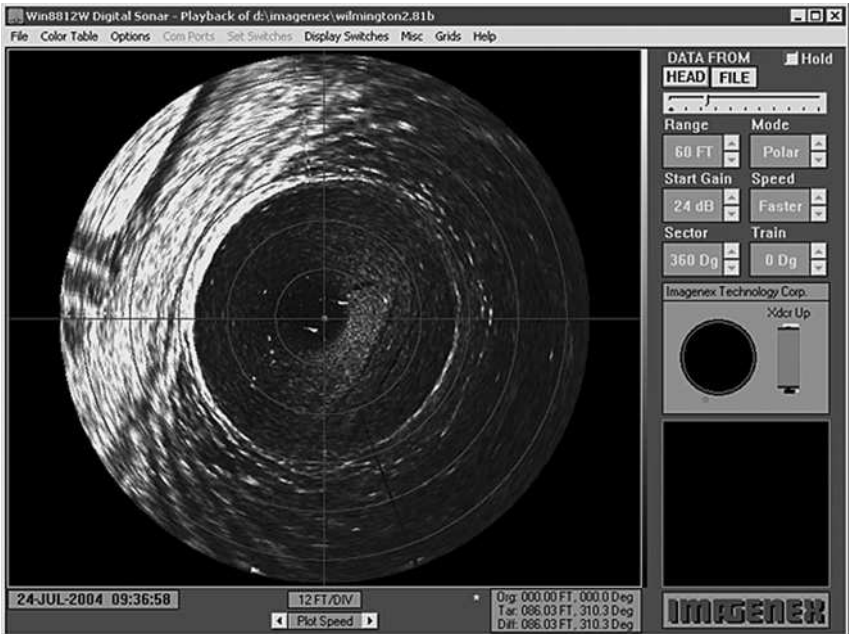 Win8812W Digital Sonar - Playback of d:\imagenex\wilmington2.81b
File Color Table Options Com Ports Set Switches Display Switches Misc Grids Help
DATA FROM Hold
HEAD FILE
Range Mode
60 FT Polar
Start Gain Speed
24 dB Faster
Sector Train
360 Dg 0 Dg
Imagenex Technology Corp.
Xdcr Up
24-JUL-2004 09:36:58
12 FT/DIV
Plot Speed
* Org: 000.00 FT, 000.0 Deg
Tar: 086.03 FT, 310.3 Deg
Diff: 086.03 FT, 310.3 Deg
IMAGENEX